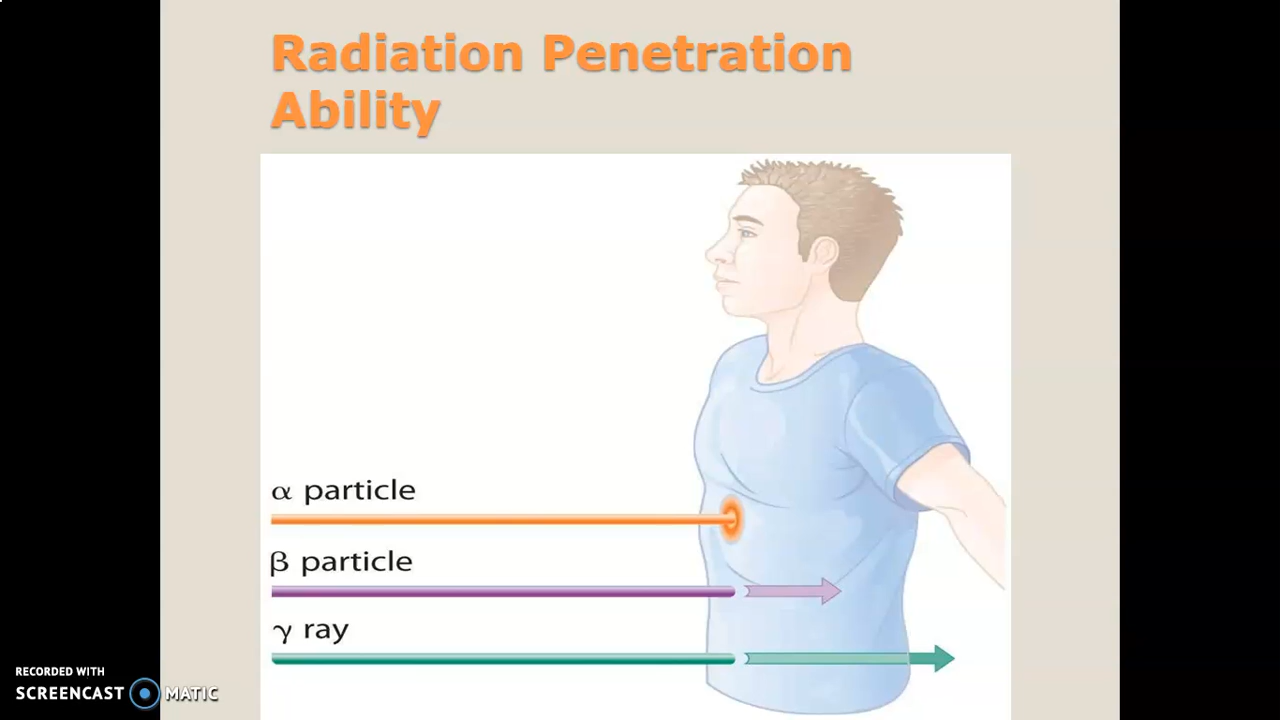 Radiation Penetration
Ability
α particle
β particle
γ ray
RECORDED WITH
SCREENCAST MATIC